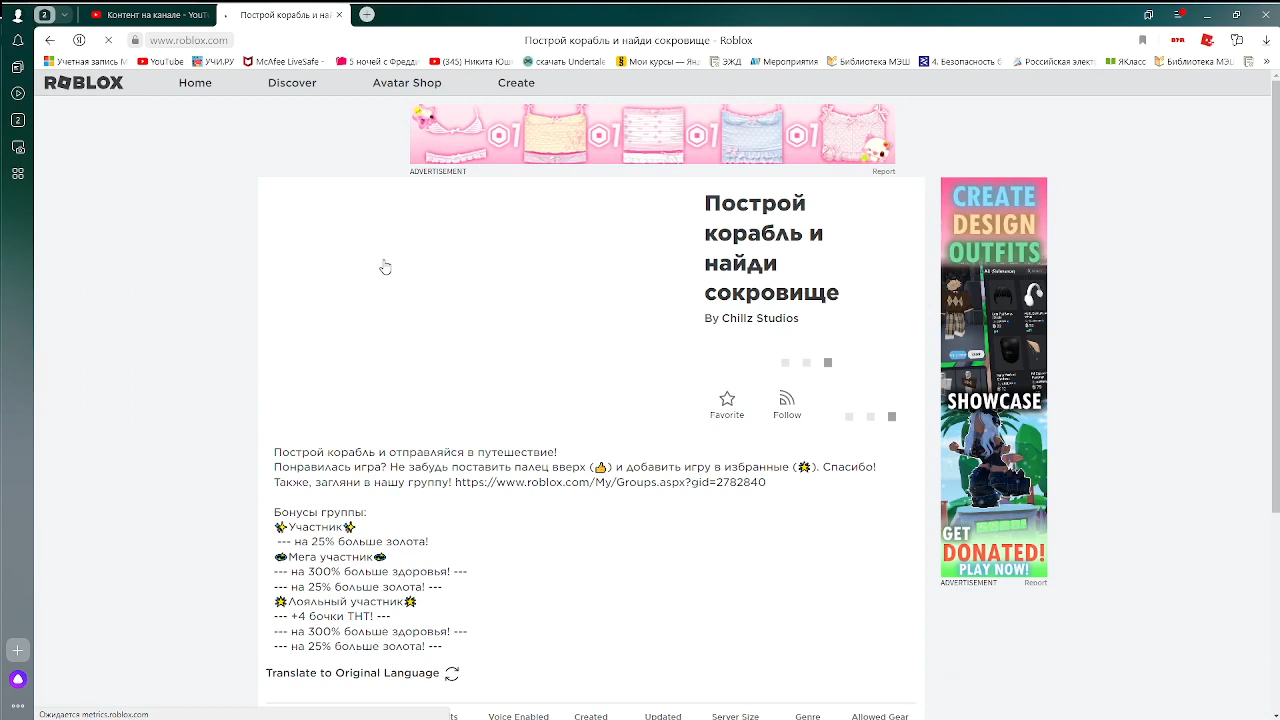 2
Контент на канале - YouTu
Построй корабль и на
www.roblox.com
Построй корабль и найди сокровище - Roblox
Учетная запись M
YouTube
УЧИ.РУ
McAfee LiveSafe -
5 ночей с Фредд
(345) Никита Юш
скачать Undertale
Мои курсы — Янд
ЭЖД
Мероприятия
Библиотека МЭШ
4. Безопасность б
Российская элект
ЯКласс
Библиотека МЭШ
»
2
ROBLOX
Home
Discover
Avatar Shop
Create
ADVERTISEMENT
Report
Построй
корабль и
найди
сокровище
By Chillz Studios
Favorite
Follow
Построй корабль и отправляйся в путешествие!
Понравилась игра? Не забудь поставить палец вверх (👍) и добавить игру в избранные (🌟). Спасибо!
Также, загляни в нашу группу! https://www.roblox.com/My/Groups.aspx?gid=2782840
Бонусы группы:
Участник
--- на 25% больше золота!
Мега участник
--- на 300% больше здоровья! ---
--- на 25% больше золота! ---
Лояльный участник
--- +4 бочки ТНТ! ---
--- на 300% больше здоровья! ---
--- на 25% больше золота! ---
Translate to Original Language
Voice Enabled
Created
Updated
Server Size
Genre
Allowed Gear
CREATE
DESIGN
OUTFITS
SHOWCASE
GET
DONATED!
PLAY NOW!
ADVERTISEMENT
Report
Ожидается metrics.roblox.com